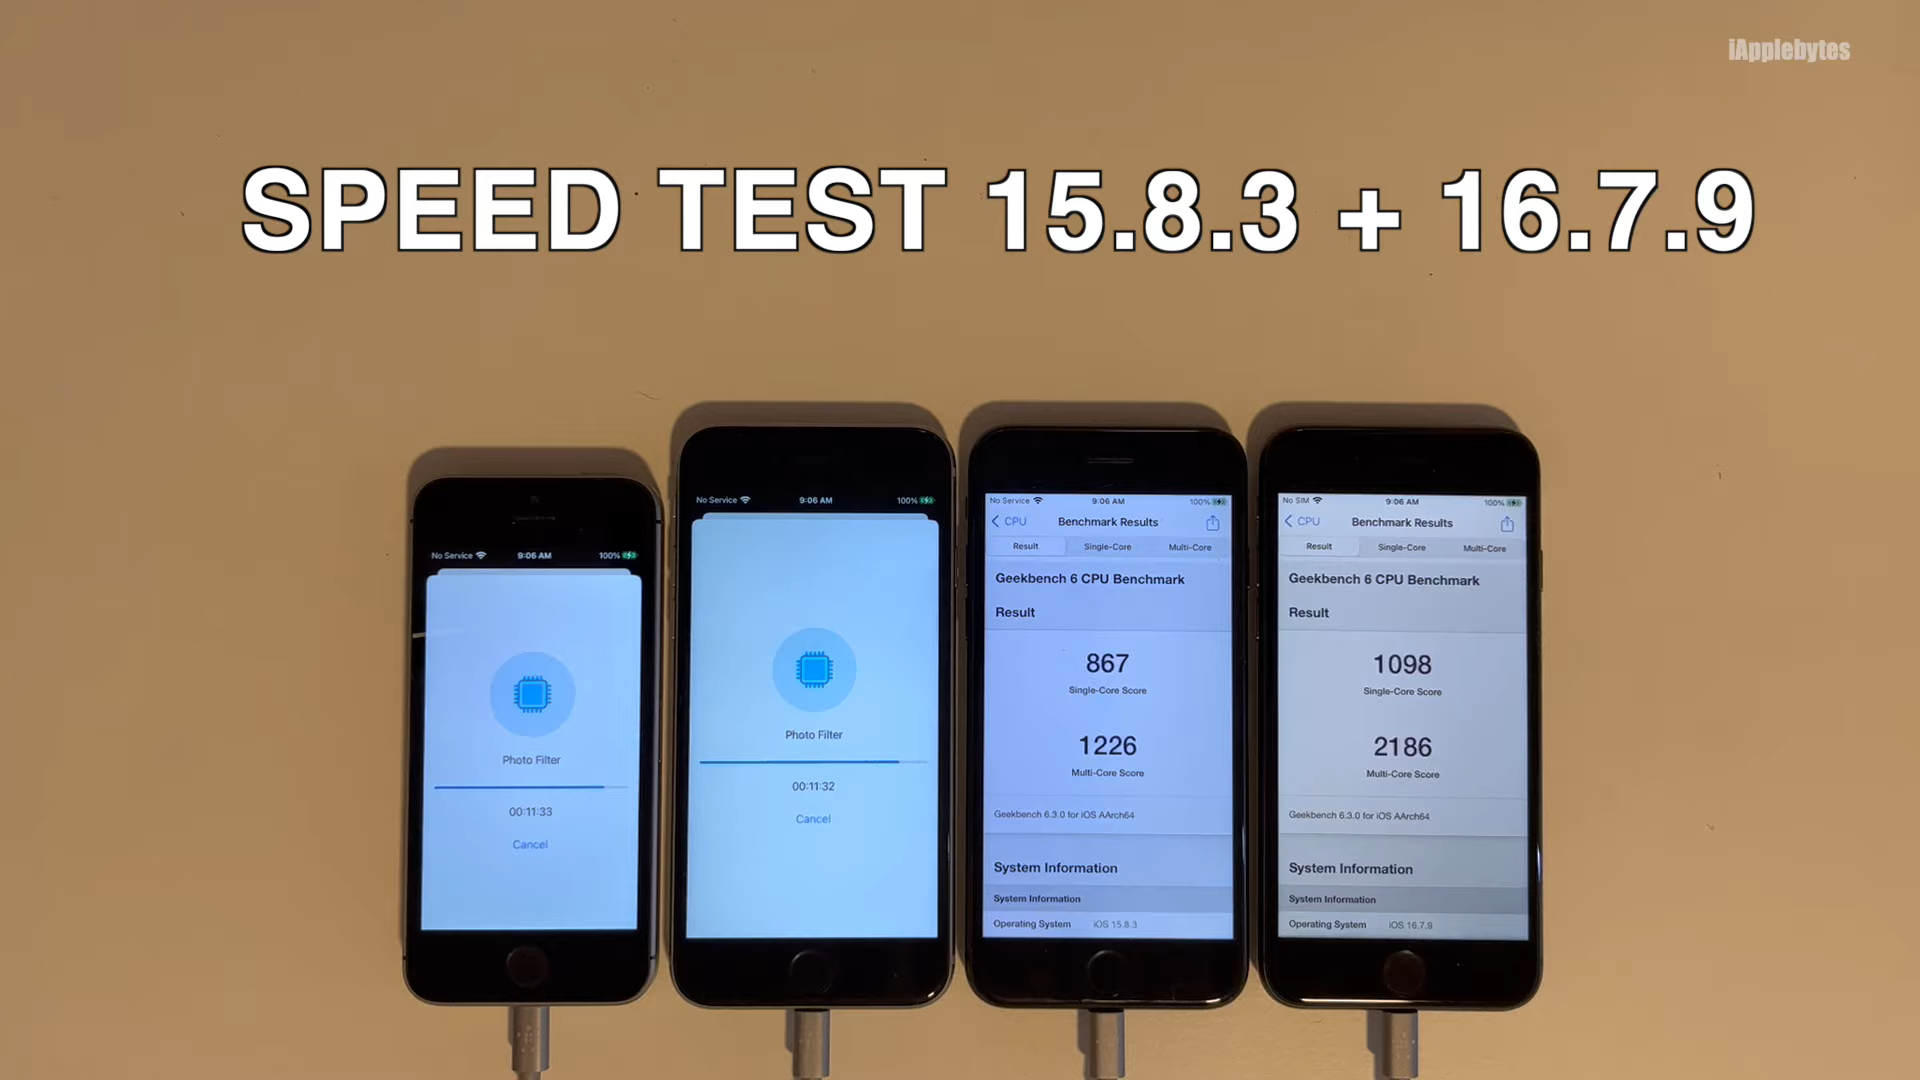 iApplebytes
SPEED TEST 15.8.3 + 16.7.9
No Service 9:06 AM 100%
Photo Filter
00:11:33
Cancel
No Service 9:06 AM 100%
Photo Filter
00:11:32
Cancel
No Service 9:06 AM 100%
CPU Benchmark Results
Result Single-Core Multi-Core
Geekbench 6 CPU Benchmark
Result
867
Single-Core Score
1226
Multi-Core Score
Geekbench 6.3.0 for iOS AArch64
System Information
System Information
Operating System iOS 15.8.3
No SIM 9:06 AM 100%
CPU Benchmark Results
Result Single-Core Multi-Core
Geekbench 6 CPU Benchmark
Result
1098
Single-Core Score
2186
Multi-Core Score
Geekbench 6.3.0 for iOS AArch64
System Information
System Information
Operating System iOS 16.7.9